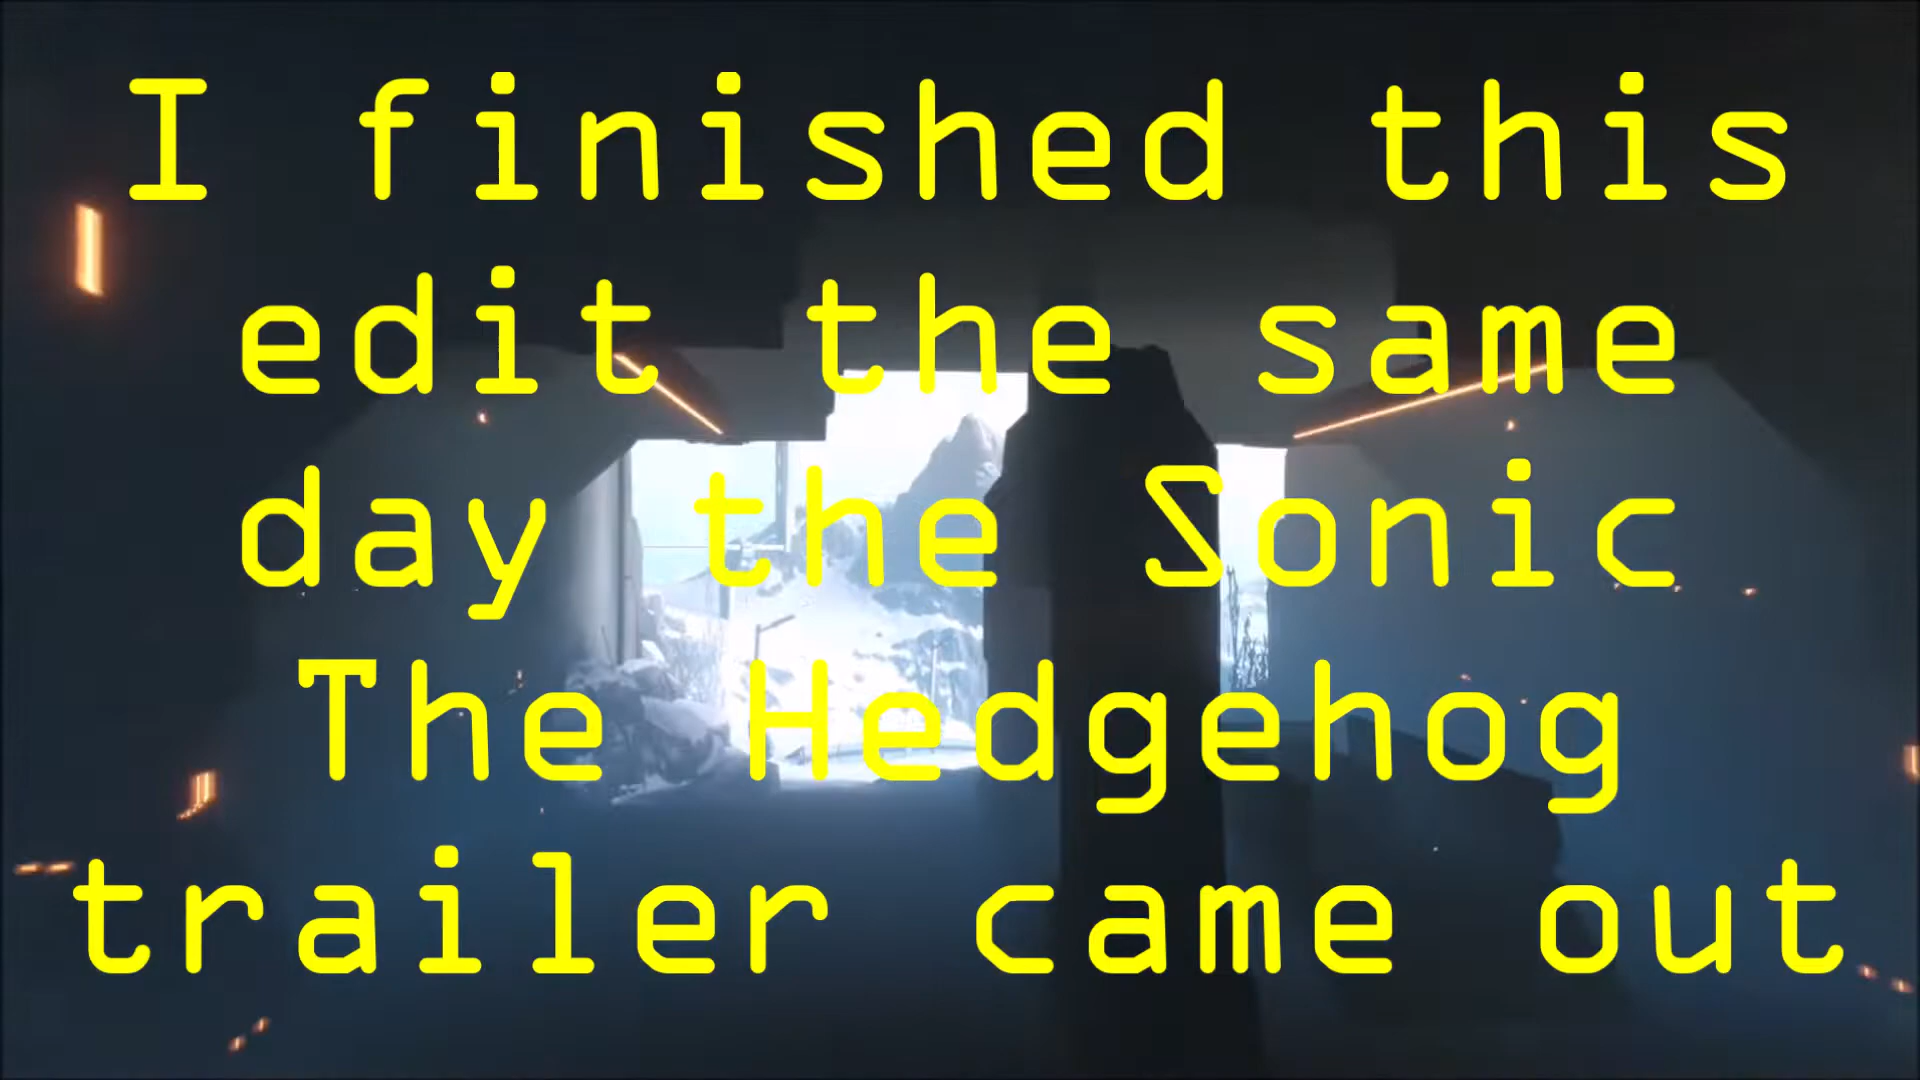 I finished this
edit the same
day the Sonic
The Hedgehog
trailer came out